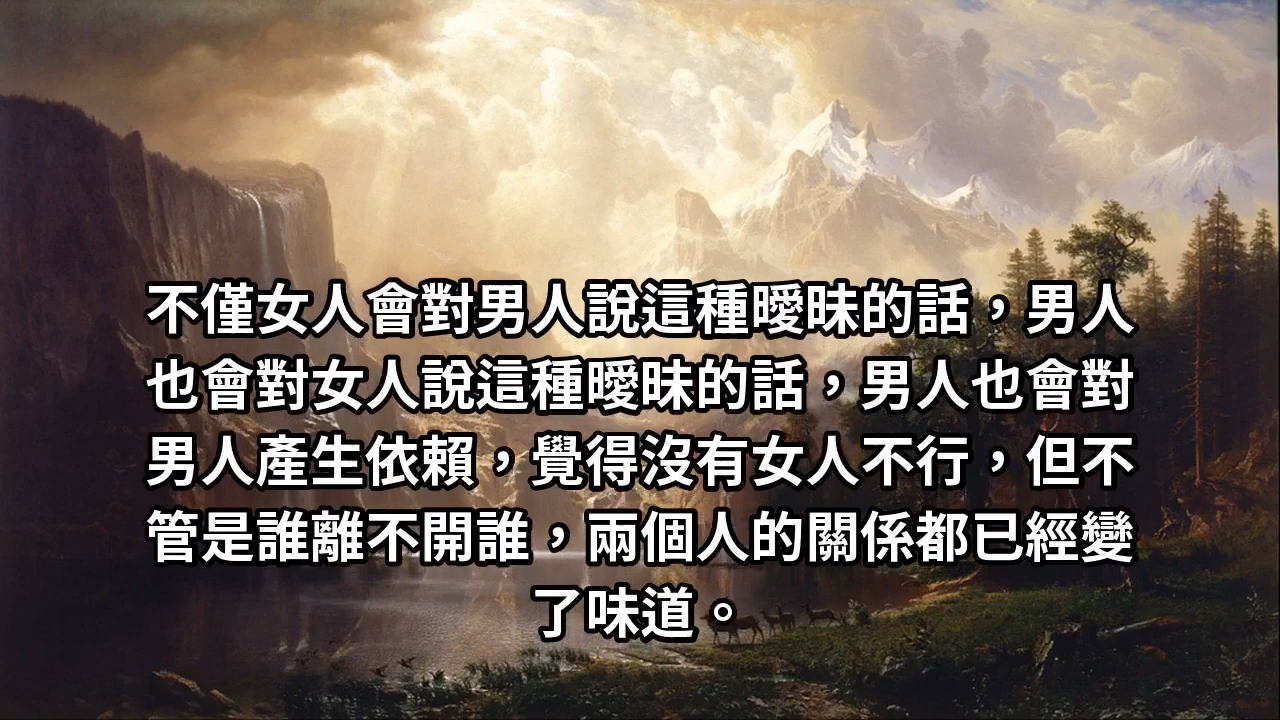 不僅女人會對男人說這種曖昧的話，男人
也會對女人說這種曖昧的話，男人也會對
男人產生依賴，覺得沒有女人不行，但不
管是誰離不開誰，兩個人的關係都已經變
了味道。